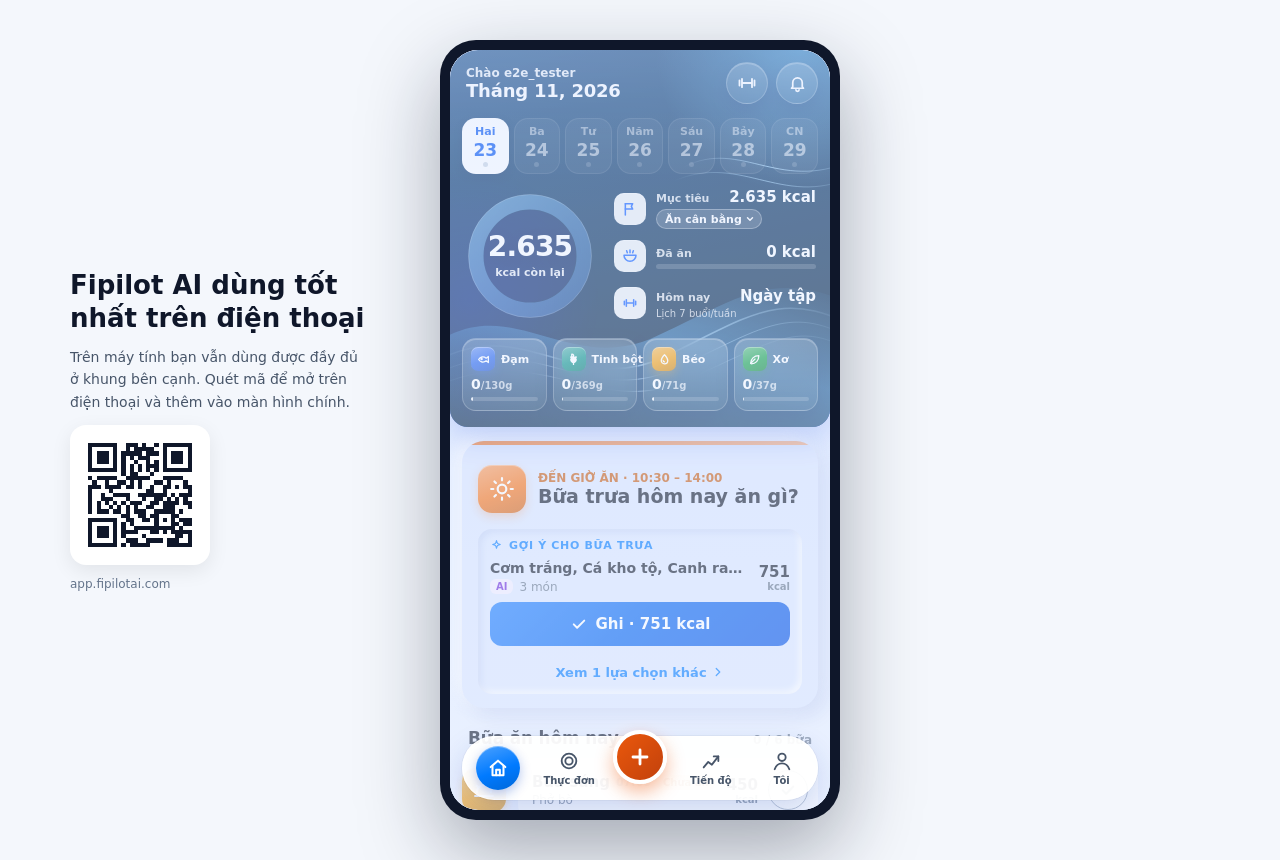 Fipilot AI dùng tốt
nhất trên điện thoại
Trên máy tính bạn vẫn dùng được đầy đủ
ở khung bên cạnh. Quét mã để mở trên
điện thoại và thêm vào màn hình chính.
app.fipilotai.com
Chào e2e_tester
Tháng 11, 2026
Hai Ba Tư Năm Sáu Bảy CN
23 24 25 26 27 28 29
2.635
kcal còn lại
Mục tiêu 2.635 kcal
Ăn cân bằng
Đã ăn 0 kcal
Hôm nay Ngày tập
Lịch 7 buổi/tuần
Đạm Tinh bột Béo Xơ
0/130g 0/369g 0/71g 0/37g
ĐẾN GIỜ ĂN · 10:30 – 14:00
Bữa trưa hôm nay ăn gì?
GỢI Ý CHO BỮA TRƯA
Cơm trắng, Cá kho tộ, Canh ra... 751
AI 3 món kcal
Ghi · 751 kcal
Xem 1 lựa chọn khác
Bữa ăn hôm nay
Thực đơn Tiến độ Tôi
Phở bò kcal